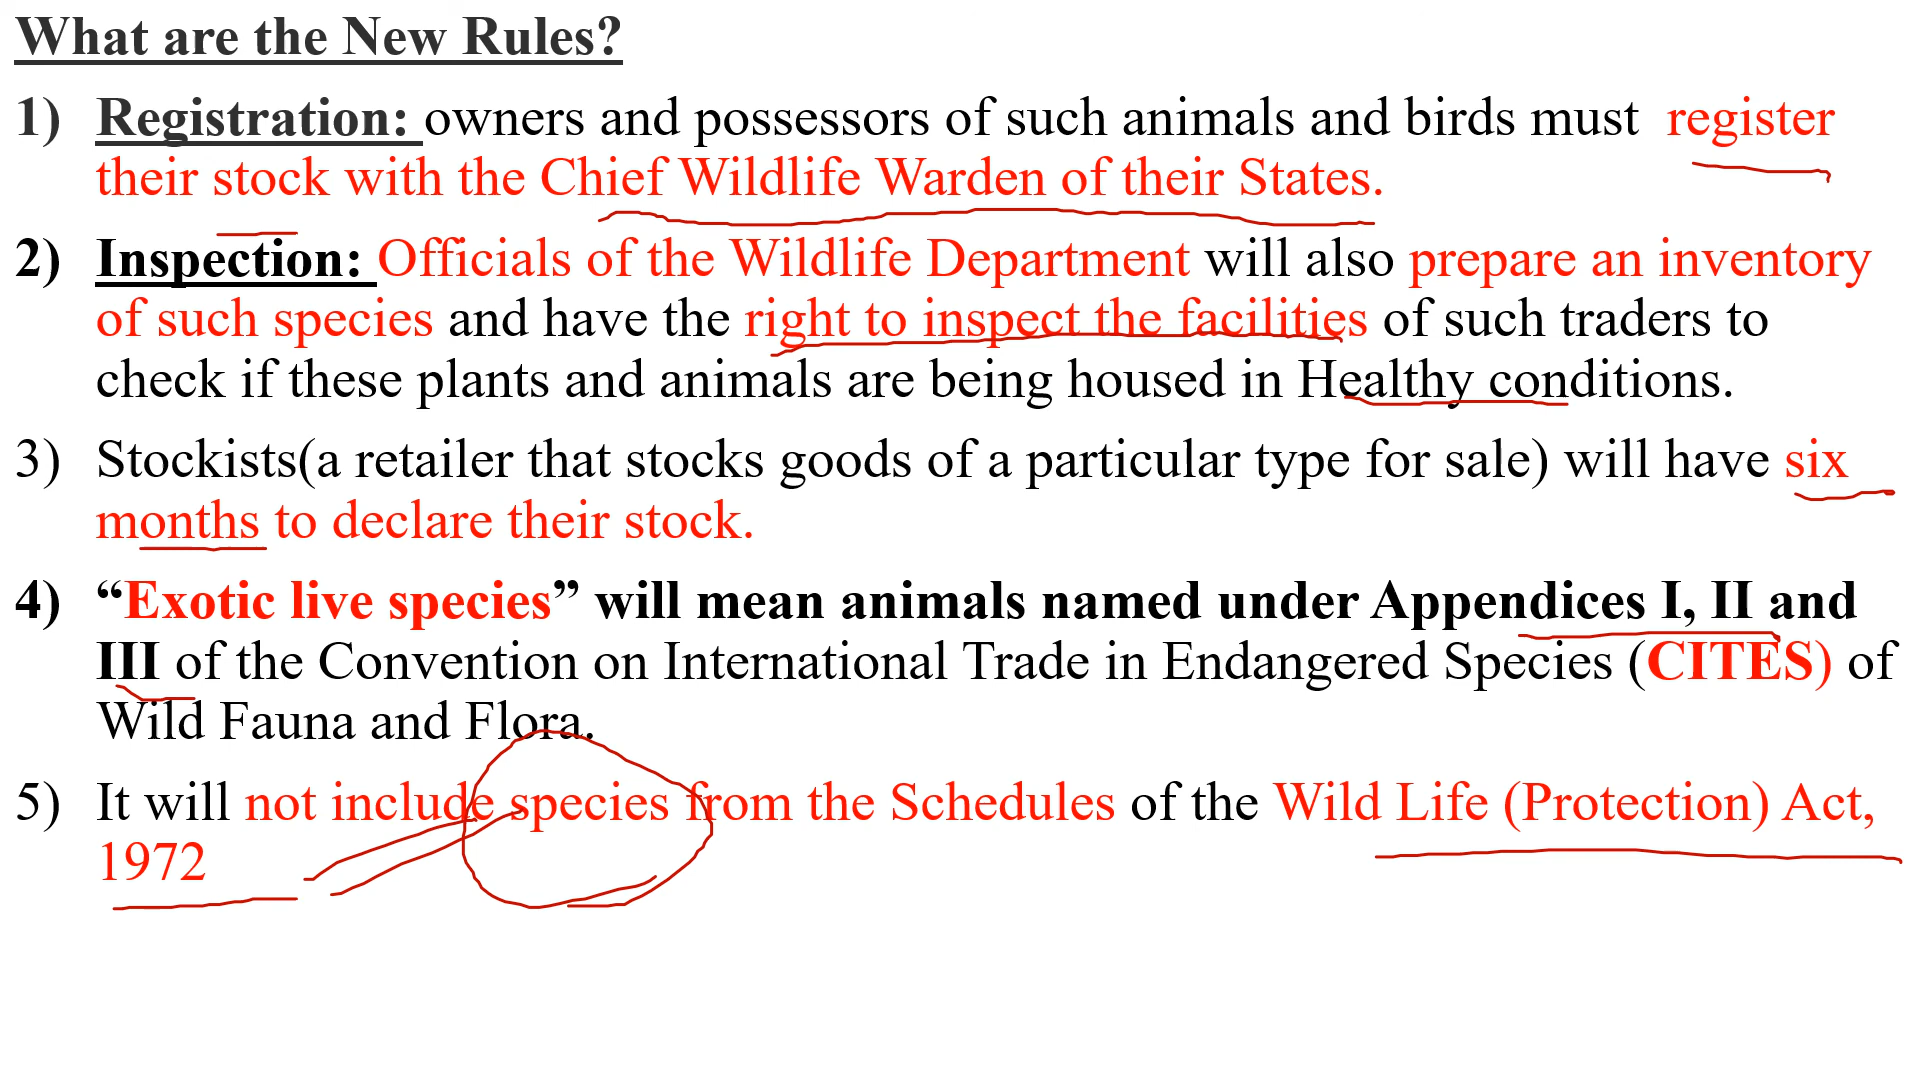 What are the New Rules?
1) Registration: owners and possessors of such animals and birds must register
their stock with the Chief Wildlife Warden of their States.
2) Inspection: Officials of the Wildlife Department will also prepare an inventory
of such species and have the right to inspect the facilities of such traders to
check if these plants and animals are being housed in Healthy conditions.
3) Stockists(a retailer that stocks goods of a particular type for sale) will have six
months to declare their stock.
4) “Exotic live species” will mean animals named under Appendices I, II and
III of the Convention on International Trade in Endangered Species (CITES) of
Wild Fauna and Flora.
5) It will not include species from the Schedules of the Wild Life (Protection) Act,
1972